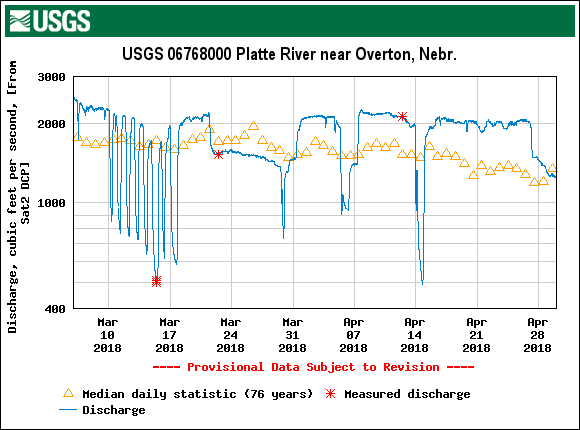 USGS
USGS 06768000 Platte River near Overton, Nebr.
Discharge, cubic feet per second, [From
Sat2 DCP]
3000
2000
1000
400
Mar 10 2018
Mar 17 2018
Mar 24 2018
Mar 31 2018
Apr 07 2018
Apr 14 2018
Apr 21 2018
Apr 28 2018
---- Provisional Data Subject to Revision ----
Median daily statistic (76 years)
Measured discharge
Discharge